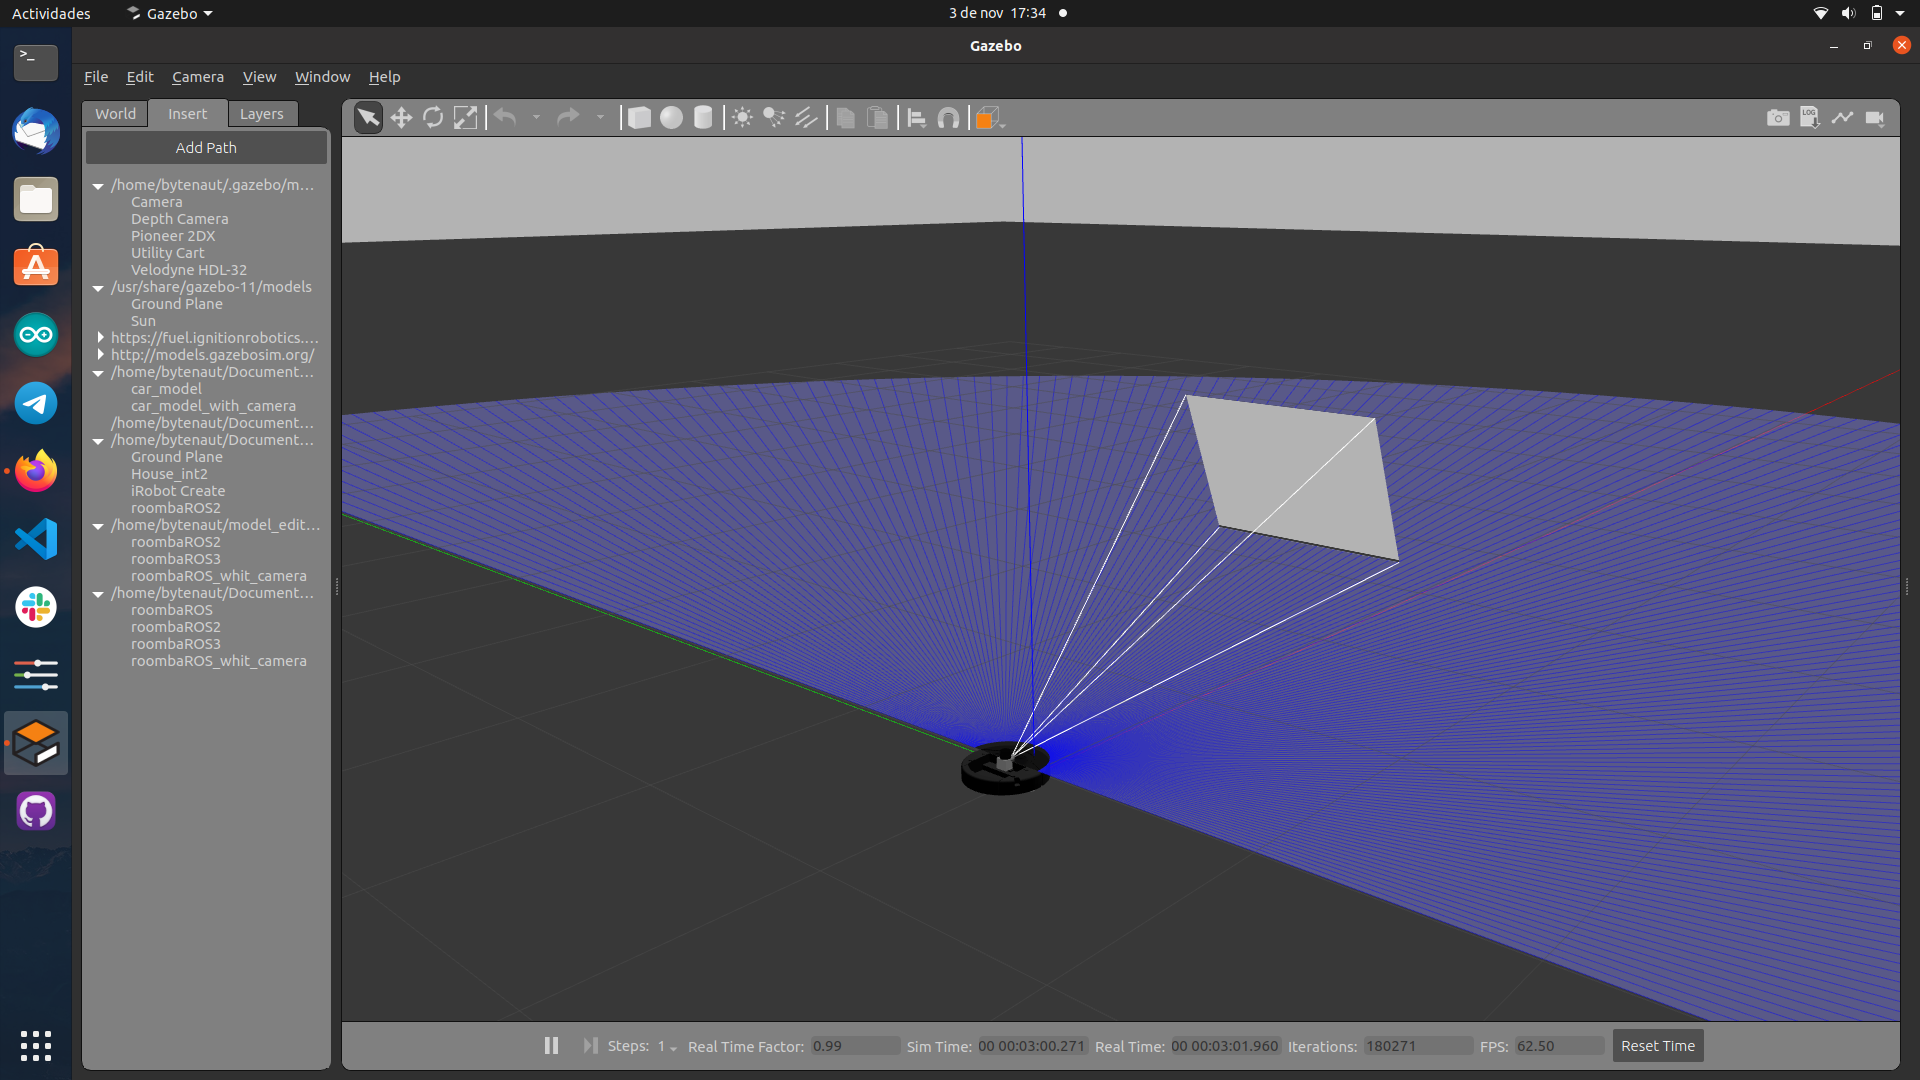 Actividades Gazebo 3 de nov 17:34
Gazebo
File Edit Camera View Window Help
World Insert Layers
LOG
Add Path
/home/bytenaut/.gazebo/m...
Camera
Depth Camera
Pioneer 2DX
Utility Cart
Velodyne HDL-32
/usr/share/gazebo-11/models
Ground Plane
Sun
https://fuel.ignitionrobotics....
http://models.gazebosim.org/
/home/bytenaut/Document...
car_model
car_model_with_camera
/home/bytenaut/Document...
/home/bytenaut/Document...
Ground Plane
House_int2
iRobot Create
roombaROS2
/home/bytenaut/model_edit...
roombaROS2
roombaROS3
roombaROS_whit_camera
/home/bytenaut/Document...
roombaROS
roombaROS2
roombaROS3
roombaROS_whit_camera
Steps: 1 Real Time Factor: 0.99 Sim Time: 00 00:03:00.271 Real Time: 00 00:03:01.960 Iterations: 180271 FPS: 62.50 Reset Time